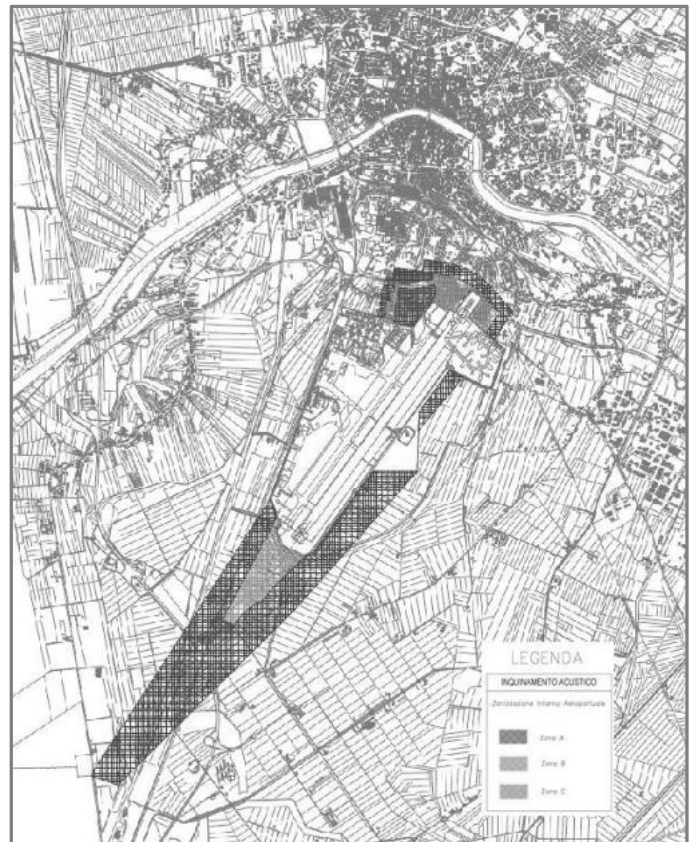 LEGENDA
INQUINAMENTO ACUSTICO
Zonizzazione Intorno Aeroportuale
Zona A
Zona B
Zona C